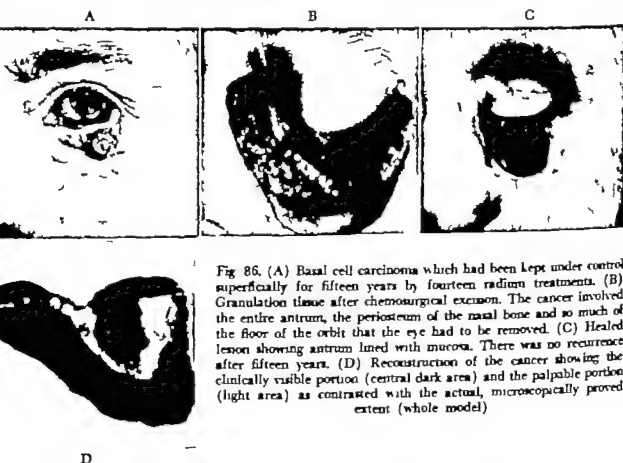 A B C
Fig 86. (A) Basal cell carcinoma which had been kept under control
superficially for fifteen years by fourteen radium treatments. (B)
Granulation tissue after chemosurgical excision. The cancer involved
the entire antrum, the periosteum of the nasal bone and so much of
the floor of the orbit that the eye had to be removed. (C) Healed
lesion showing antrum lined with mucosa. There was no recurrence
after fifteen years. (D) Reconstruction of the cancer showing the
clinically visible portion (central dark area) and the palpable portion
(light area) as contrasted with the actual, microscopically proved
extent (whole model)
D